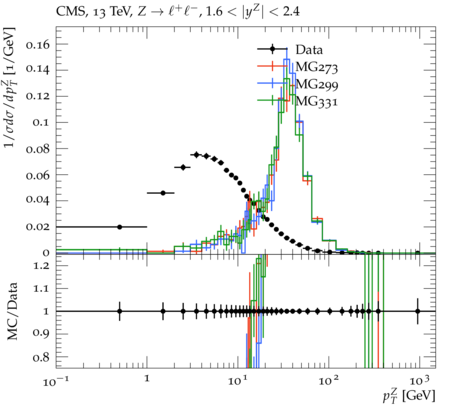 CMS, 13 TeV, Z → ℓ⁺ℓ⁻, 1.6 < |y^Z| < 2.4
1/σdσ/dp_T^Z [1/GeV]
0.16
0.14
0.12
0.1
0.08
0.06
0.04
0.02
0
Data
MG273
MG299
MG331
MC/Data
1.2
1.1
1
0.9
0.8
10⁻¹ 1 10¹ 10² 10³
p_T^Z [GeV]